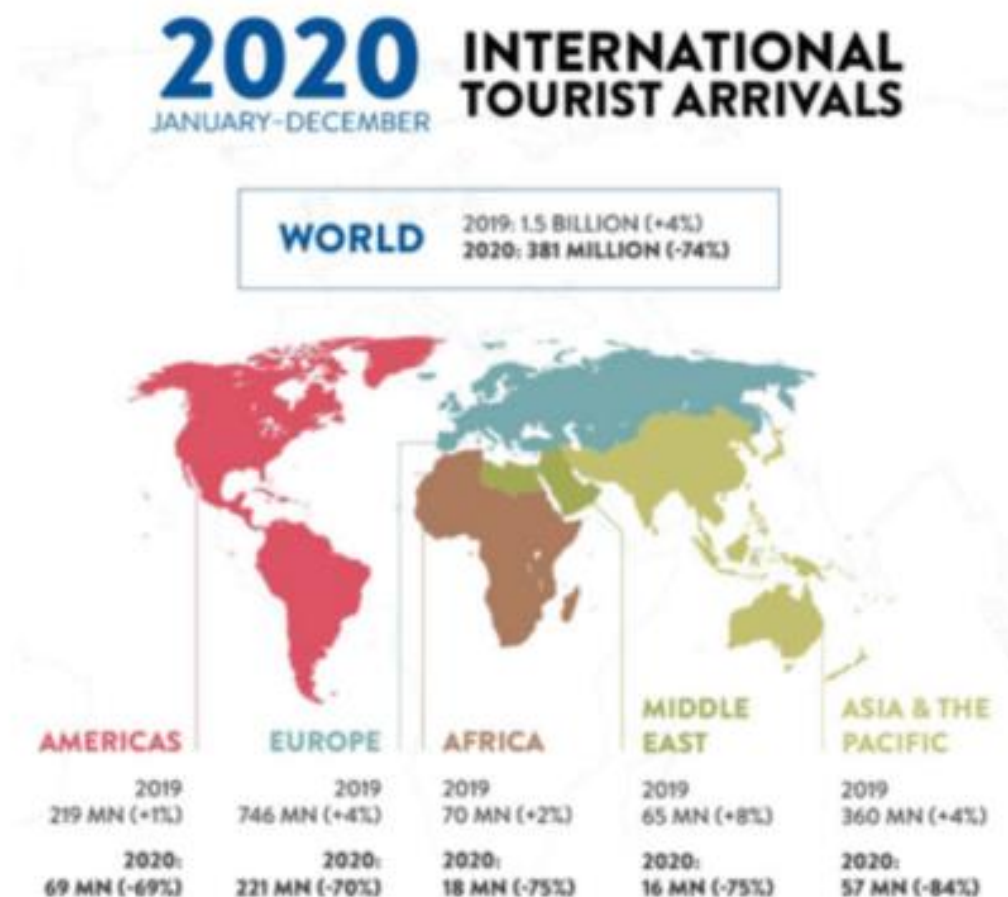 2020
JANUARY-DECEMBER
INTERNATIONAL
TOURIST ARRIVALS
WORLD
2019: 1.5 BILLION (+4%)
2020: 381 MILLION (-74%)
AMERICAS
2019
219 MN (+1%)
2020:
69 MN (-69%)
EUROPE
2019
746 MN (+4%)
2020:
221 MN (-70%)
AFRICA
2019
70 MN (+2%)
2020:
18 MN (-75%)
MIDDLE
EAST
2019
65 MN (+8%)
2020:
16 MN (-75%)
ASIA & THE
PACIFIC
2019
360 MN (+4%)
2020:
57 MN (-84%)